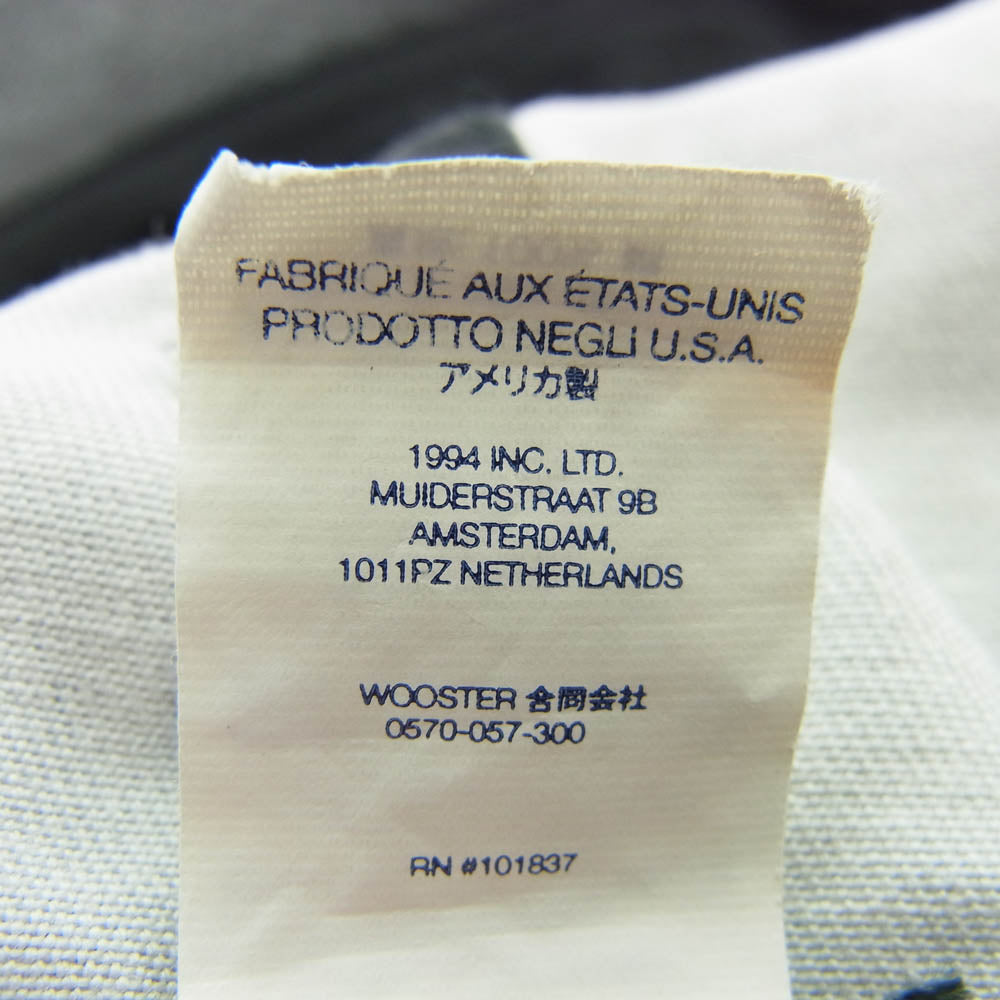 FABRIQUÉ AUX ÉTATS-UNIS
PRODOTTO NEGLI U.S.A.
アメリカ製
1994 INC. LTD.
MUIDERSTRAAT 9B
AMSTERDAM,
1011PZ NETHERLANDS
WOOSTER 合同会社
0570-057-300
RN #101837